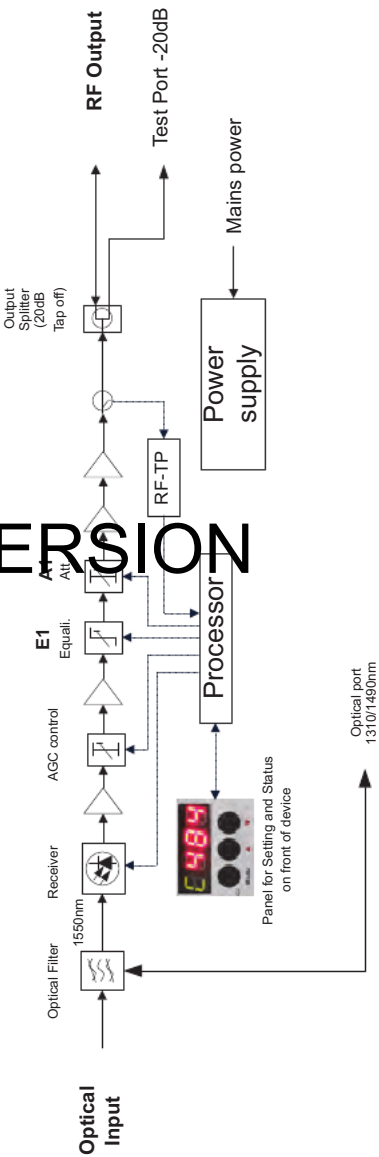 Output
Splitter
(20dB
Tap off)
RF Output
Test Port -20dB
Optical
Input
Optical Filter
1550nm
Receiver
AGC control
E1
Equali.
A1
Att.
ERSION
RF-TP
Processor
Power
supply
Mains power
E 484
Panel for Setting and Status
on front of device
Optical port
1310/1490nm